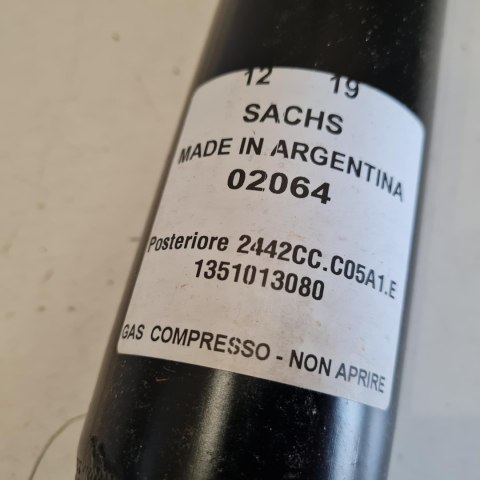 12 19
SACHS
MADE IN ARGENTINA
02064
Posteriore 2442CC.C05A1.E
1351013080
GAS COMPRESSO - NON APRIRE